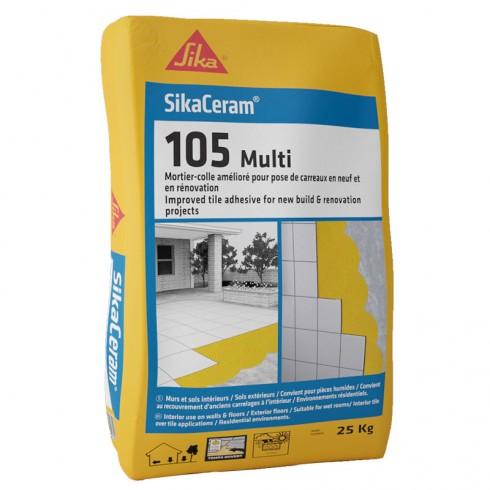 Sika
SikaCeram®
105 Multi
Mortier-colle amélioré pour pose de carreaux en neuf et
en rénovation
Improved tile adhesive for new build & renovation
projects
SikaCeram®
Murs et sols intérieurs / Sols extérieurs / Convient pour pièces humides / Convient
au recouvrement d'anciens carrelages à l'intérieur / Environnements résidentiels.
Interior use on walls & floors / Exterior floors / Suitable for wet rooms / Interior tile
over tile applications / Residential environments.
TEMPS OUVERT
25 Kg